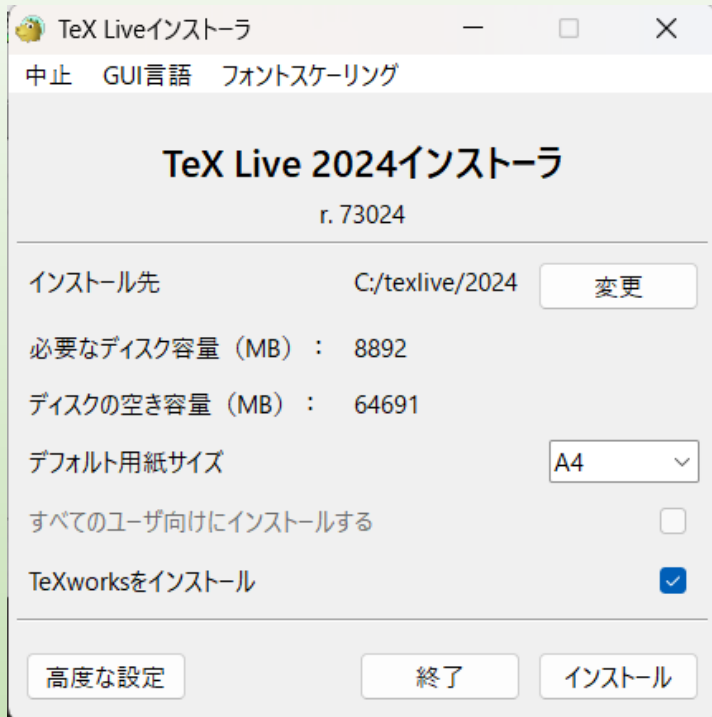 TeX Liveインストーラ
中止 GUI言語 フォントスケーリング
TeX Live 2024インストーラ
r. 73024
インストール先 C:/texlive/2024 変更
必要なディスク容量（MB）： 8892
ディスクの空き容量（MB）： 64691
デフォルト用紙サイズ A4
すべてのユーザ向けにインストールする
TeXworksをインストール
高度な設定 終了 インストール